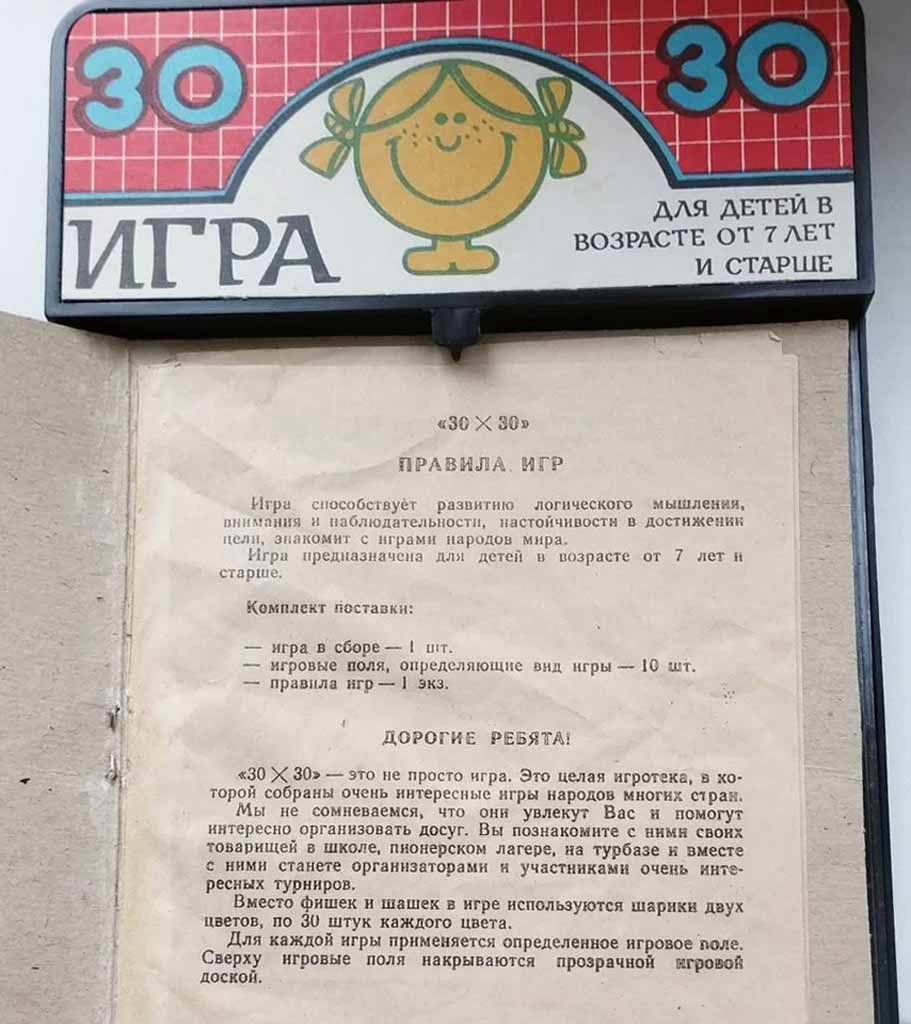 30 30
ИГРА
ДЛЯ ДЕТЕЙ В
ВОЗРАСТЕ ОТ 7 ЛЕТ
И СТАРШЕ
«30 × 30»
ПРАВИЛА ИГР
Игра способствует развитию логического мышления,
внимания и наблюдательности, настойчивости в достижении
цели, знакомит с играми народов мира.
Игра предназначена для детей в возрасте от 7 лет и
старше.
Комплект поставки:
— игра в сборе — 1 шт.
— игровые поля, определяющие вид игры — 10 шт.
— правила игр — 1 экз.
ДОРОГИЕ РЕБЯТА!
«30 × 30» — это не просто игра. Это целая игротека, в ко-
торой собраны очень интересные игры народов многих стран.
Мы не сомневаемся, что они увлекут Вас и помогут
интересно организовать досуг. Вы познакомите с ними своих
товарищей в школе, пионерском лагере, на турбазе и вместе
с ними станете организаторами и участниками очень инте-
ресных турниров.
Вместо фишек и шашек в игре используются шарики двух
цветов, по 30 штук каждого цвета.
Для каждой игры применяется определенное игровое поле.
Сверху игровые поля накрываются прозрачной игровой
доской.